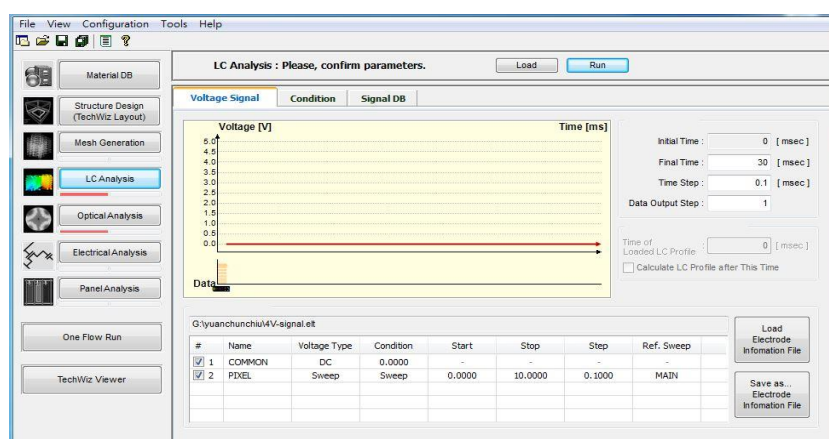 File View Configuration Tools Help
LC Analysis : Please, confirm parameters. Load Run
Material DB
Structure Design
(TechWiz Layout)
Mesh Generation
LC Analysis
Optical Analysis
Electrical Analysis
Panel Analysis
One Flow Run
TechWiz Viewer
Voltage Signal Condition Signal DB
Voltage [V] Time [ms]
5.0
4.5
4.0
3.5
3.0
2.5
2.0
1.5
1.0
0.5
0.0
Data
Initial Time : 0 [ msec ]
Final Time : 30 [ msec ]
Time Step : 0.1 [ msec ]
Data Output Step : 1
Time of
Loaded LC Profile : 0 [ msec ]
Calculate LC Profile after This Time
G:\yuanchunchiu\4V-signal.elt
# Name Voltage Type Condition Start Stop Step Ref. Sweep
1 COMMON DC 0.0000 - - - -
2 PIXEL Sweep Sweep 0.0000 10.0000 0.1000 MAIN
Load
Electrode
Infomation File
Save as...
Electrode
Infomation File